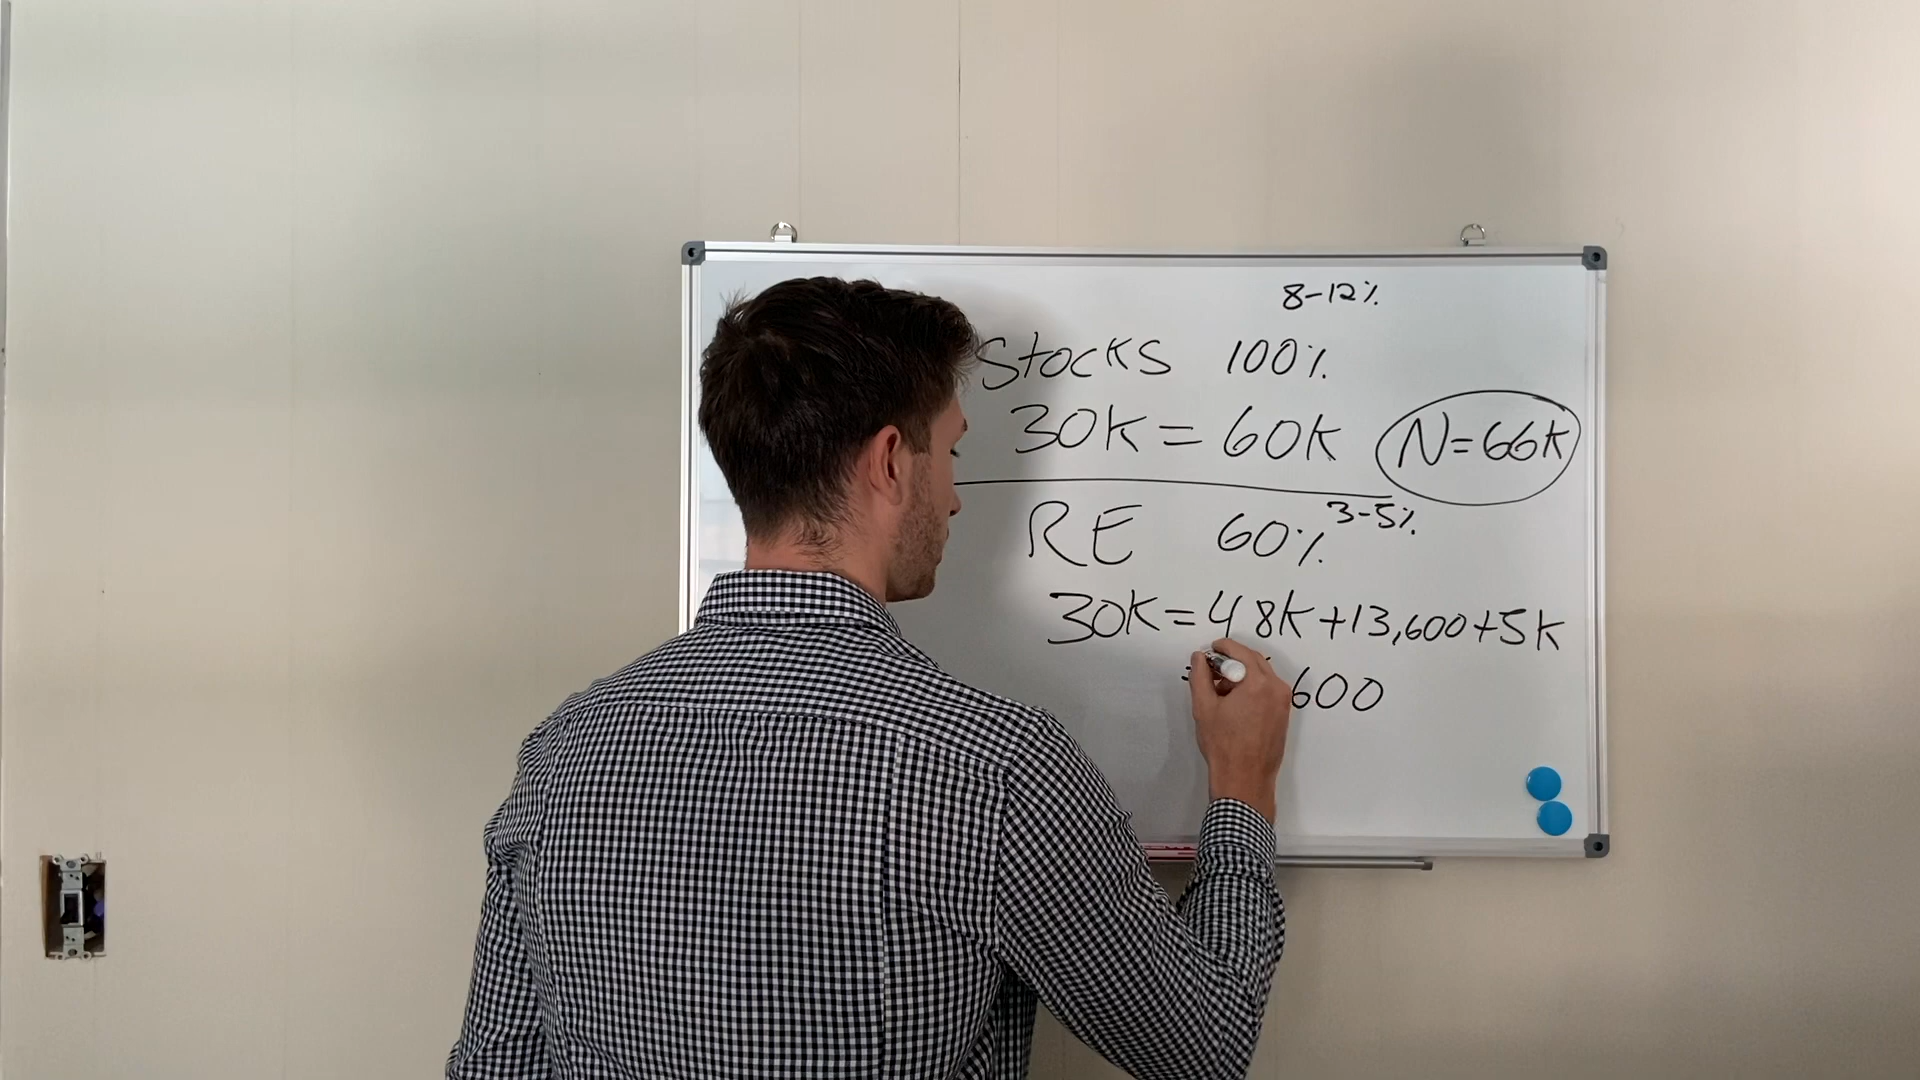 8-12%
Stocks 100%
30K = 60K N=66K
RE 60% 3-5%
30K=48K+13,600+5K
600